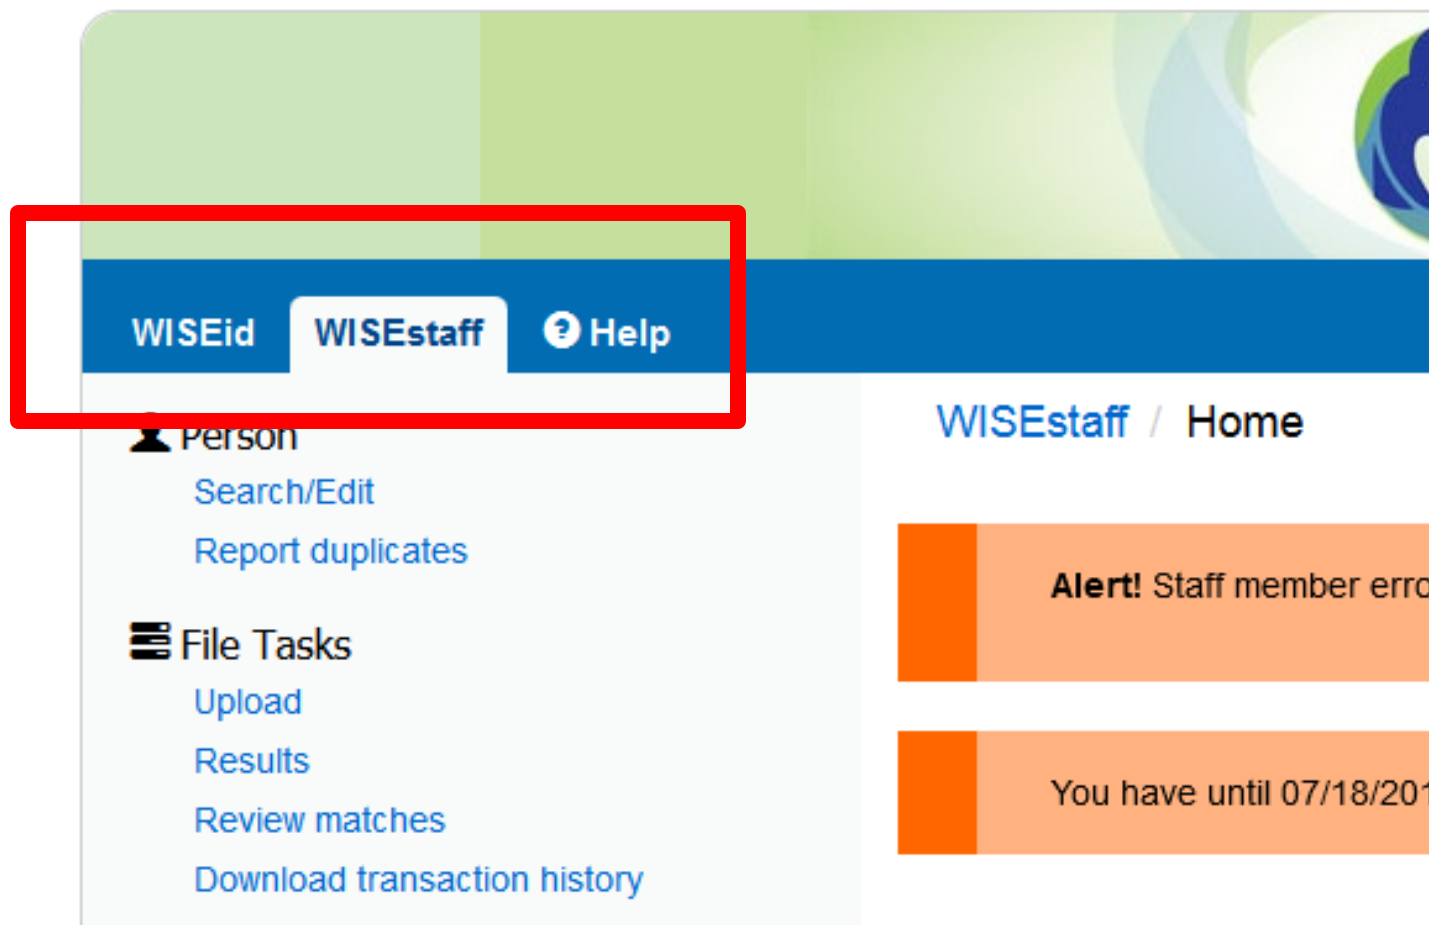 WISEid WISEstaff Help
Person
Search/Edit
Report duplicates
File Tasks
Upload
Results
Review matches
Download transaction history
WISEstaff / Home
Alert! Staff member erro
You have until 07/18/201